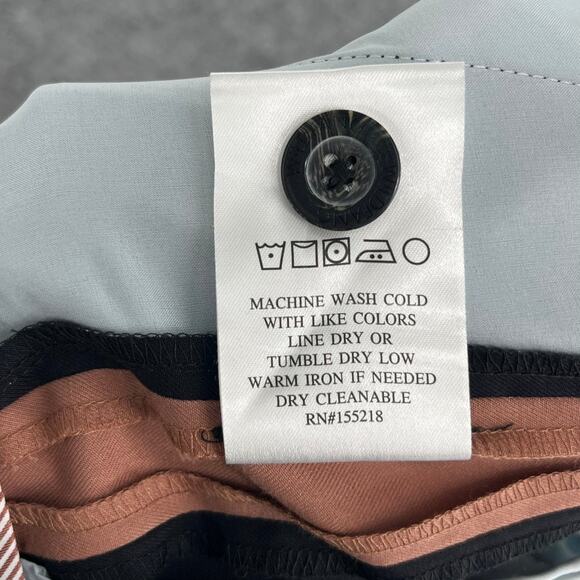 WILDFANG
MACHINE WASH COLD
WITH LIKE COLORS
LINE DRY OR
TUMBLE DRY LOW
WARM IRON IF NEEDED
DRY CLEANABLE
RN#155218